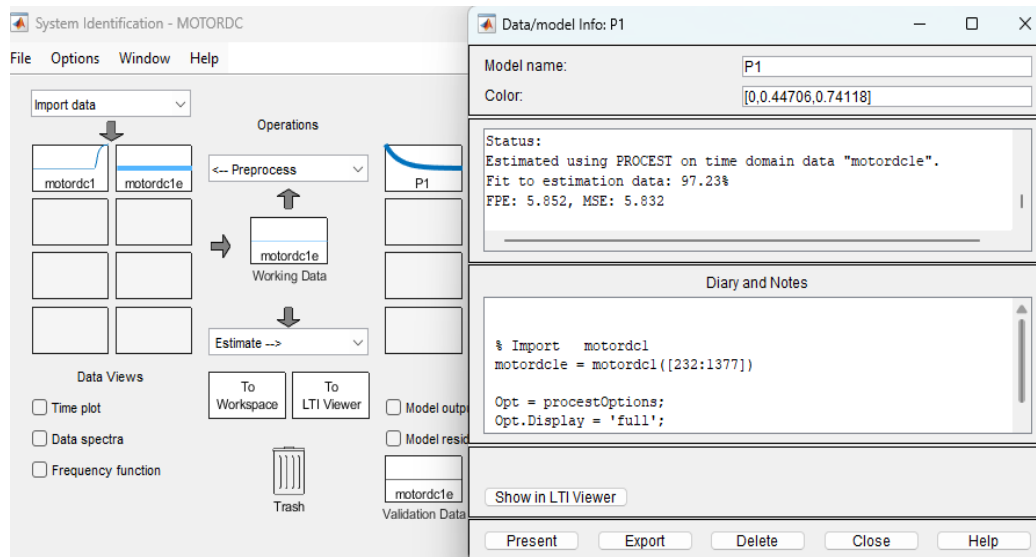 System Identification - MOTORDC
File Options Window Help
Import data
motordc1
motordc1e
Operations
<-- Preprocess
motordc1e
Working Data
Estimate -->
To
Workspace
To
LTI Viewer
Data Views
Time plot
Data spectra
Frequency function
Trash
P1
Model outp
Model resid
motordc1e
Validation Data
Data/model Info: P1
Model name:
P1
Color:
[0,0.44706,0.74118]
Status:
Estimated using PROCEST on time domain data "motordc1e".
Fit to estimation data: 97.23%
FPE: 5.852, MSE: 5.832
Diary and Notes
% Import   motordc1
motordc1e = motordc1([232:1377])
Opt = procestOptions;
Opt.Display = 'full';
Show in LTI Viewer
Present
Export
Delete
Close
Help